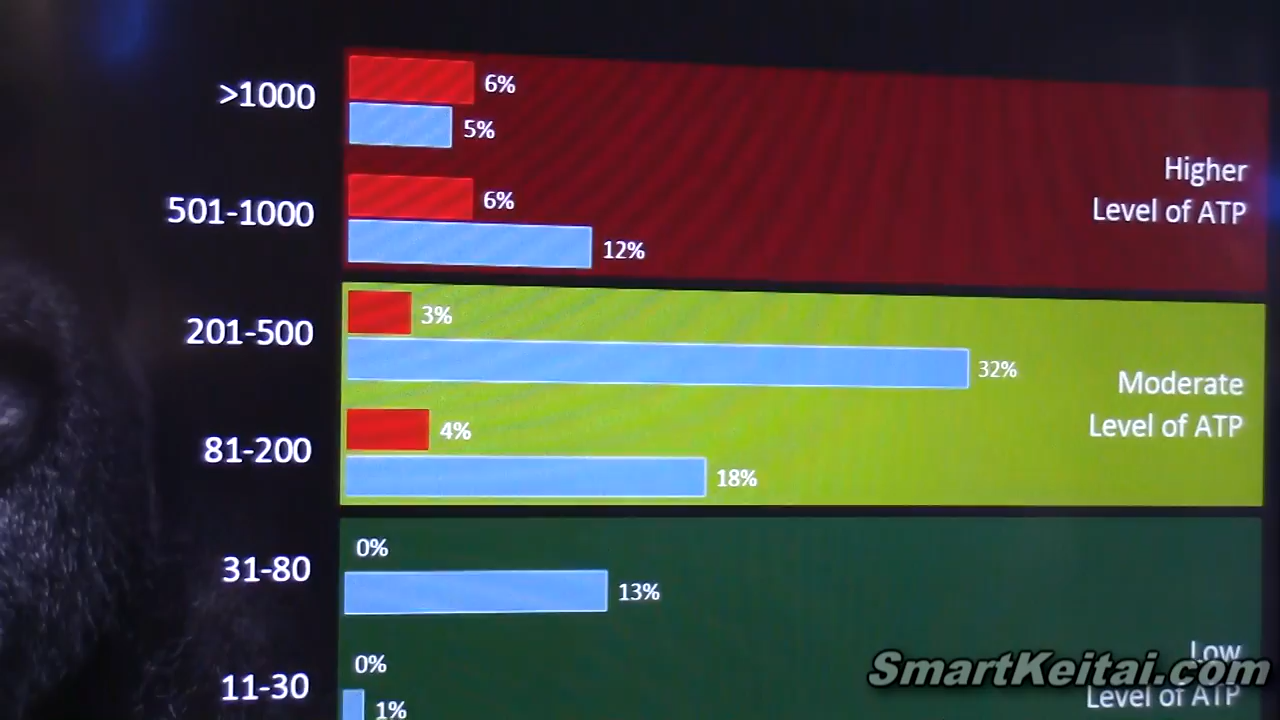 >1000
6%
5%
501-1000
6%
12%
Higher
Level of ATP
201-500
3%
32%
81-200
4%
18%
Moderate
Level of ATP
31-80
0%
13%
11-30
0%
1%
Low
Level of ATP
SmartKeitai.com